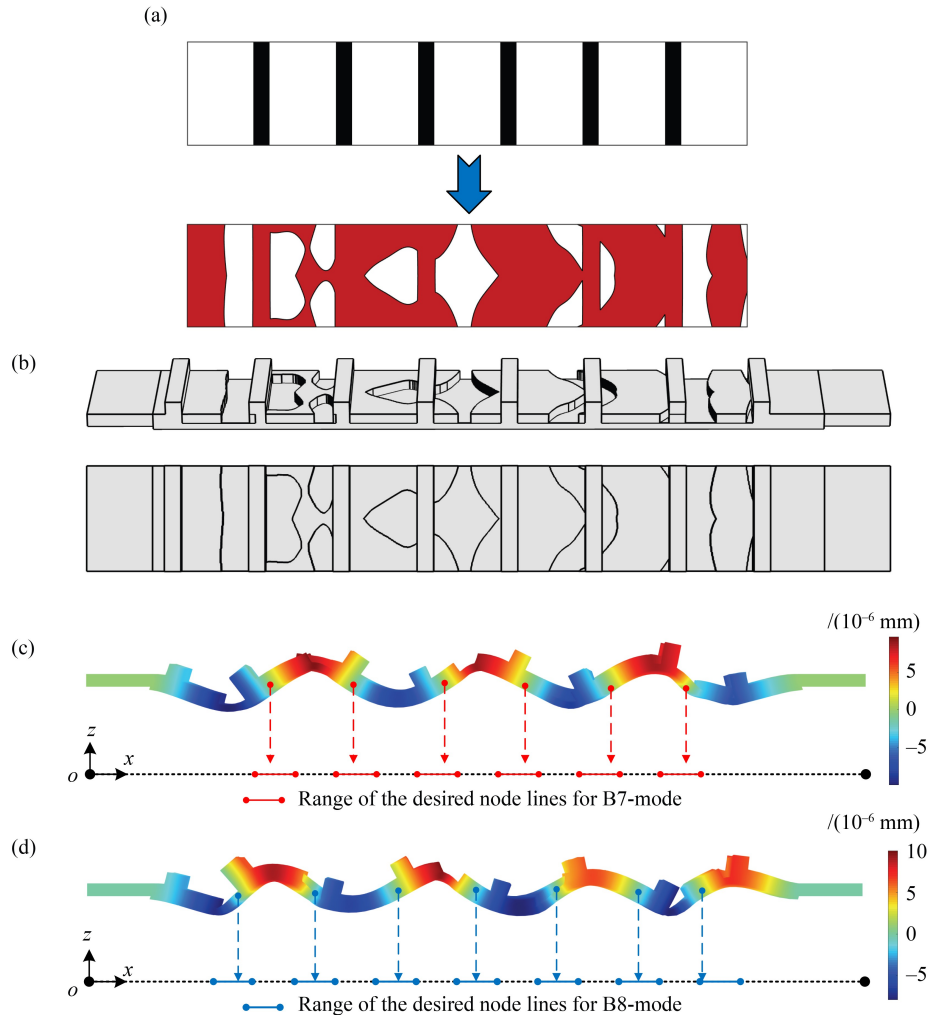 (a)
(b)
/(10⁻⁶ mm)
(c)
5
0
−5
z
o
x
Range of the desired node lines for B7-mode
/(10⁻⁶ mm)
(d)
10
5
0
−5
z
o
x
Range of the desired node lines for B8-mode